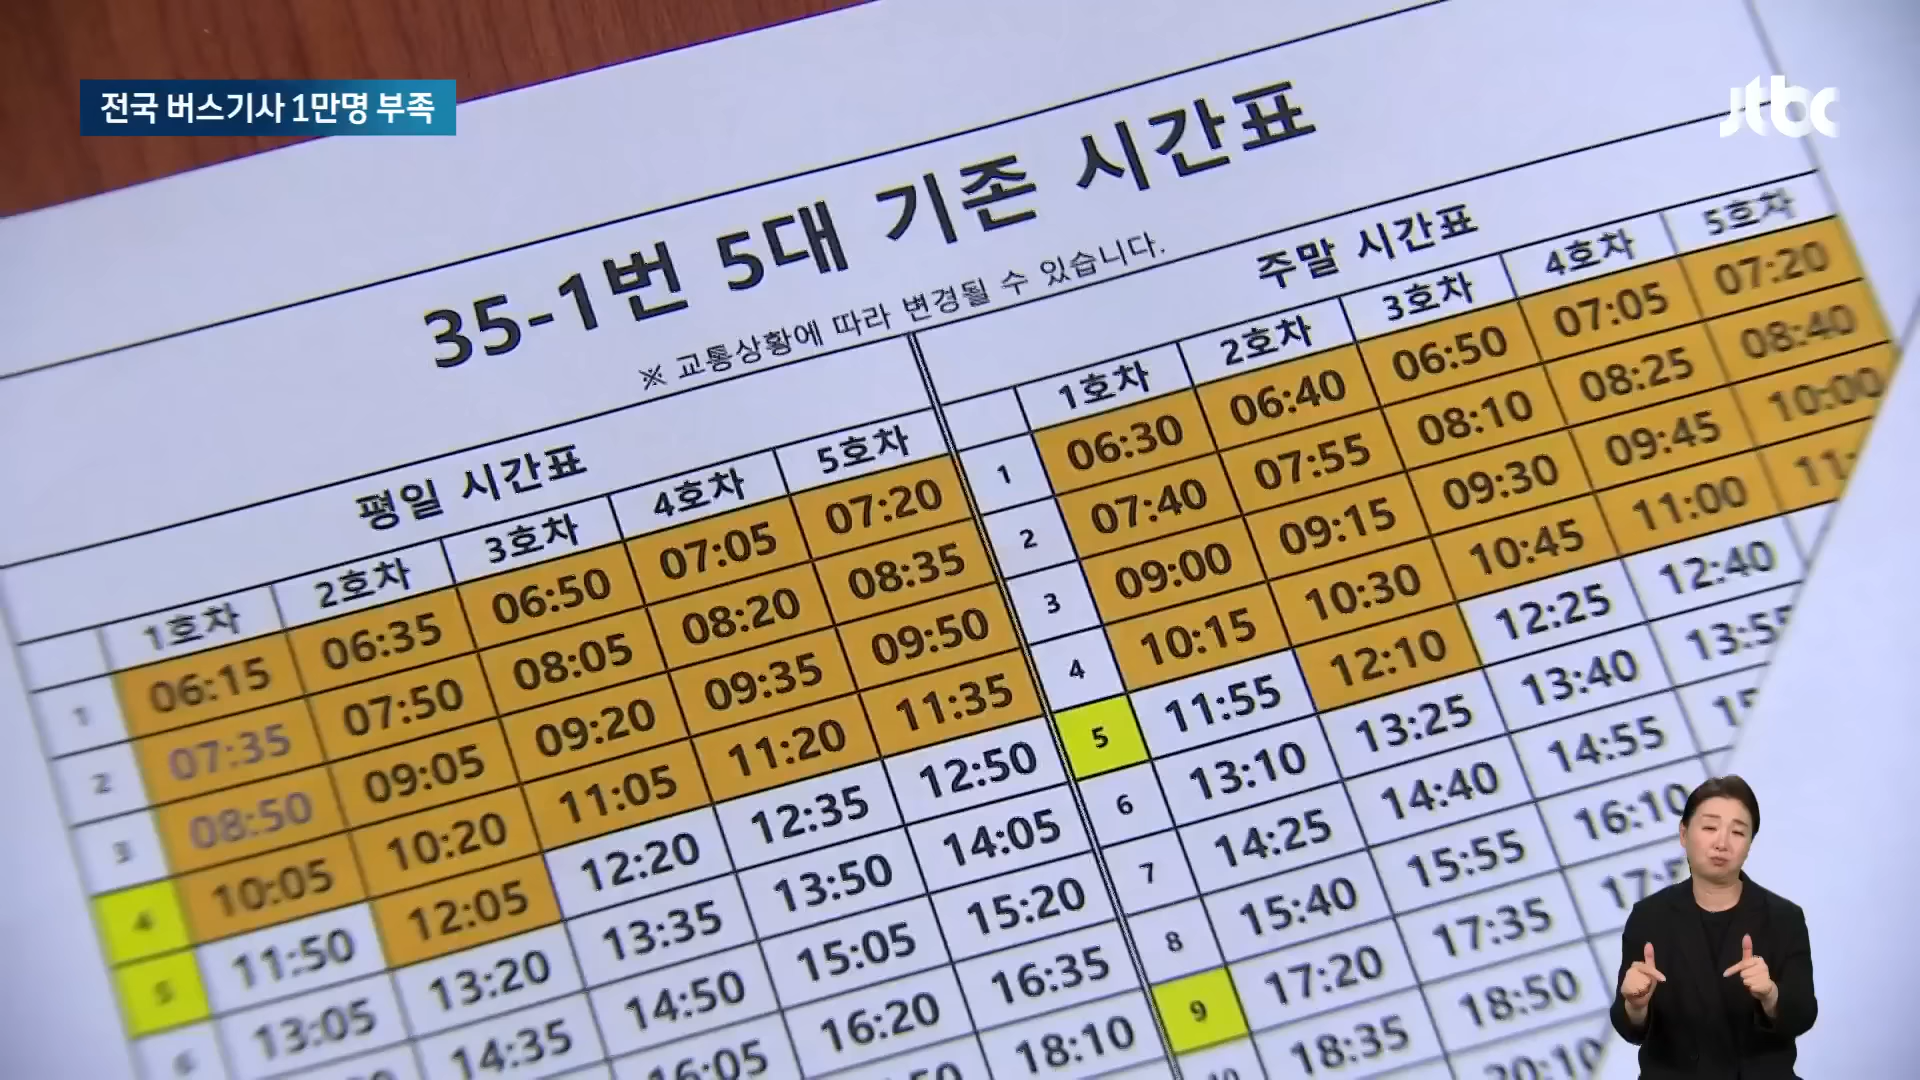 전국 버스기사 1만명 부족
jtbc
35-1번 5대 기존 시간표
※ 교통상황에 따라 변경될 수 있습니다.
평일 시간표
1호차 2호차 3호차 4호차 5호차
1 06:15 06:35 06:50 07:05 07:20
2 07:35 07:50 08:05 08:20 08:35
3 08:50 09:05 09:20 09:35 09:50
4 10:05 10:20 11:05 11:20 11:35
5 11:50 12:05 12:20 12:35 12:50
6 13:05 13:20 13:35 13:50 14:05
14:35 14:50 15:05 15:20
16:05 16:20 16:35
18:10
주말 시간표
1호차 2호차 3호차 4호차 5호차
1 06:30 06:40 06:50 07:05 07:20
2 07:40 07:55 08:10 08:25 08:40
3 09:00 09:15 09:30 09:45 10:00
4 10:15 10:30 10:45 11:00
5 11:55 12:10 12:25 12:40
6 13:10 13:25 13:40 13:55
7 14:25 14:40 14:55
8 15:40 15:55 16:10
9 17:20 17:35
10 18:35 18:50
20:10